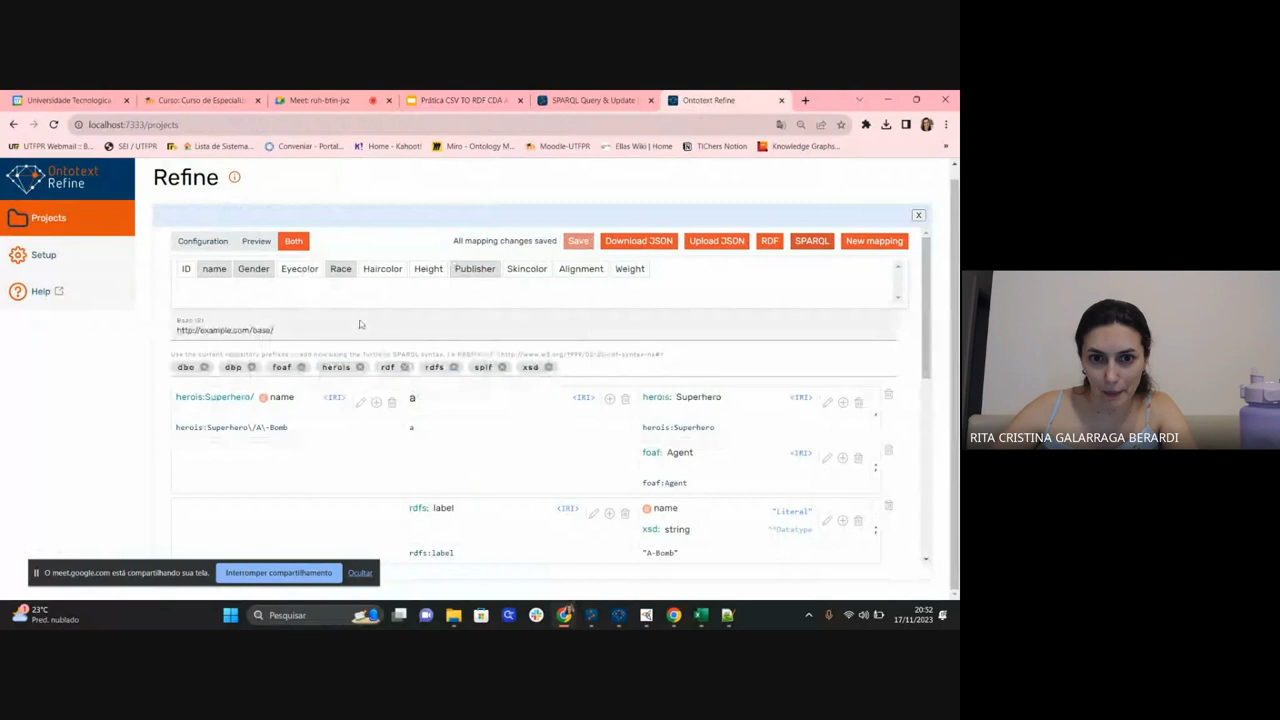 Universidade Tecnologica Curso: Curso de Especializ Meet: ruh-btin-jxz Prática CSV TO RDF CDA A SPARQL Query & Update Ontotext Refine
localhost:7333/projects
UTFPR Webmail :: B... SEI / UTFPR Lista de Sistema... Conveniar - Portal... Home - Kahoot! Miro - Ontology M... Moodle-UTFPR Elias Wiki | Home TIChers Notion Knowledge Graphs...
Ontotext
Refine
Projects
Setup
Help
Refine
X
Configuration Preview Both All mapping changes saved Save Download JSON Upload JSON RDF SPARQL New mapping
ID name Gender Eyecolor Race Haircolor Height Publisher Skincolor Alignment Weight
http://example.com/base/
dbo dbp foaf herois rdf rdfs spif xsd
herois:Superhero/ name <IRI> a <IRI> herois: Superhero <IRI>
herois:Superhero\/A\-Bomb a herois:Superhero ,
foaf: Agent <IRI>
foaf:Agent ;
rdfs: label <IRI> name "Literal"
xsd: string ^^Datatype
rdfs:label "A-Bomb" ;
O meet.google.com está compartilhando sua tela. Interromper compartilhamento Ocultar
23°C
Pred. nublado
Pesquisar
20:52
17/11/2023
RITA CRISTINA GALARRAGA BERARDI